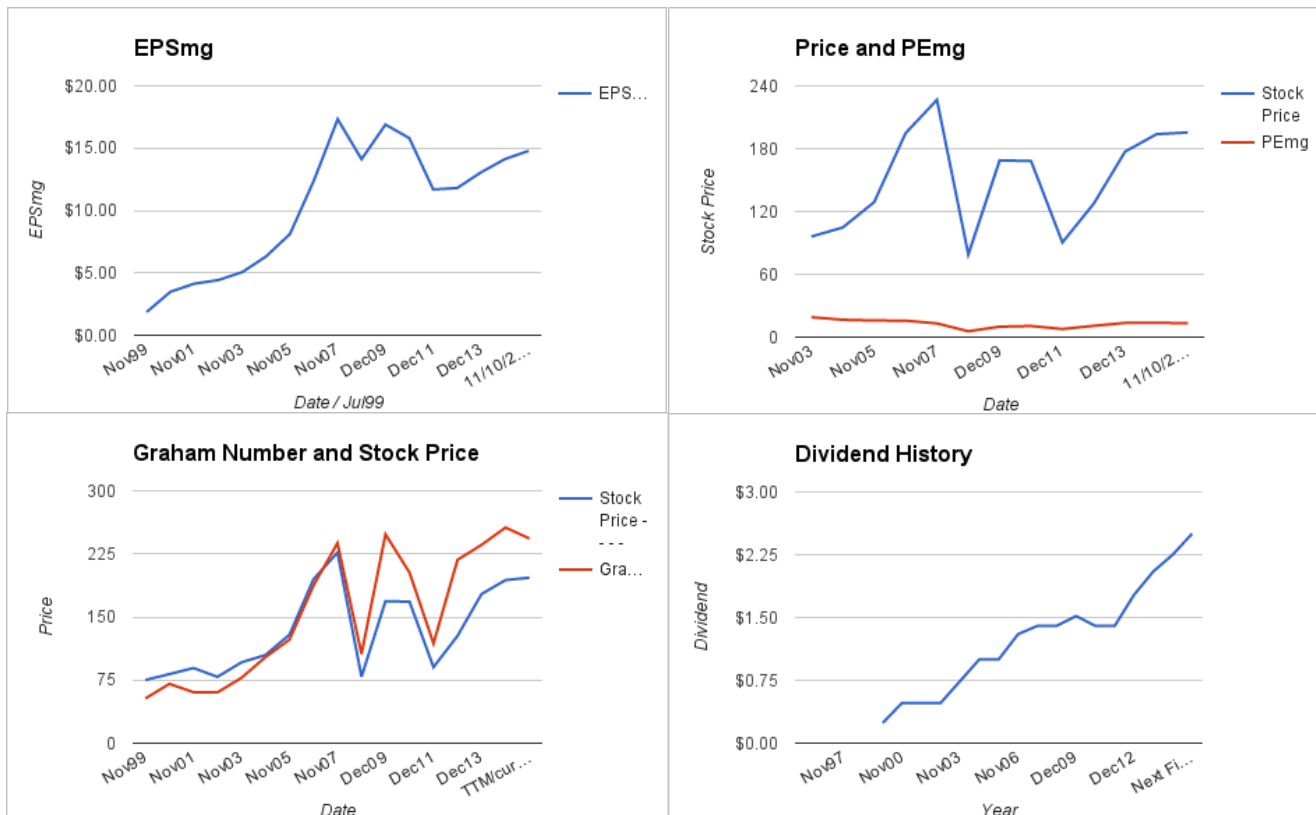 EPSmg
$20.00
$15.00
$10.00
$5.00
$0.00
EPSmg
Nov99
Nov01
Nov03
Nov05
Nov07
Dec09
Dec11
Dec13
11/10/2...
Date / Jul99
EPS...
Price and PEmg
240
180
120
60
0
Stock Price
Nov03
Nov05
Nov07
Dec09
Dec11
Dec13
11/10/2...
Date
Stock
Price
PEmg
Graham Number and Stock Price
300
225
150
75
0
Price
Nov99
Nov01
Nov03
Nov05
Nov07
Dec09
Dec11
Dec13
TTM/cur...
Date
Stock
Price -
- - -
Gra...
Dividend History
$3.00
$2.25
$1.50
$0.75
$0.00
Dividend
Nov97
Nov00
Nov03
Nov06
Dec09
Dec12
Next Fi...
Year